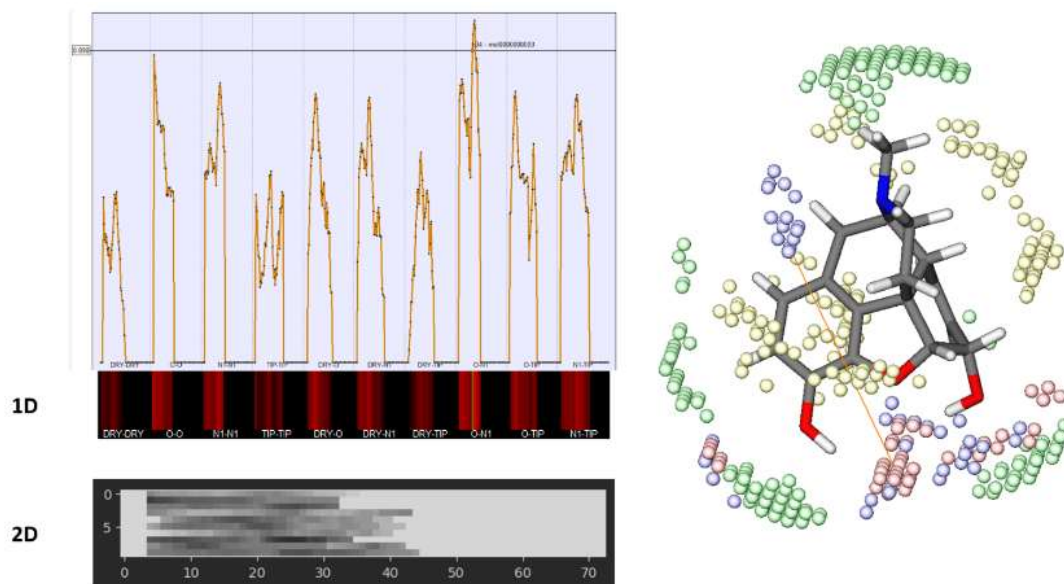 0.000
DRY-DRY O-O N1-N1 TIP-TIP DRY-O DRY-N1 DRY-TIP O-N1 O-TIP N1-TIP
1D
DRY-DRY O-O N1-N1 TIP-TIP DRY-O DRY-N1 DRY-TIP O-N1 O-TIP N1-TIP
2D
0
5
0 10 20 30 40 50 60 70